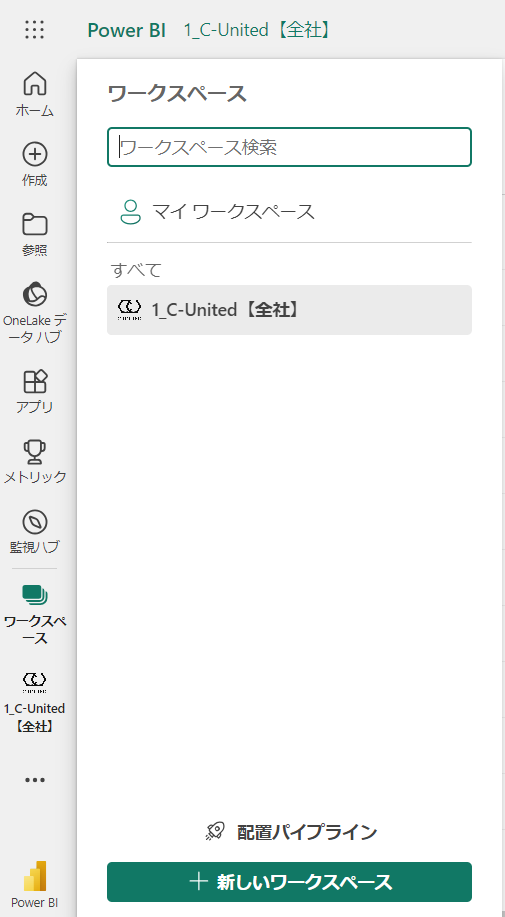 Power BI 1_C-United【全社】
ホーム
作成
参照
OneLake デ
ータ ハブ
アプリ
メトリック
監視ハブ
ワークスペ
ース
1_C-United
【全社】
Power BI
ワークスペース
ワークスペース検索
マイ ワークスペース
すべて
1_C-United【全社】
配置パイプライン
新しいワークスペース